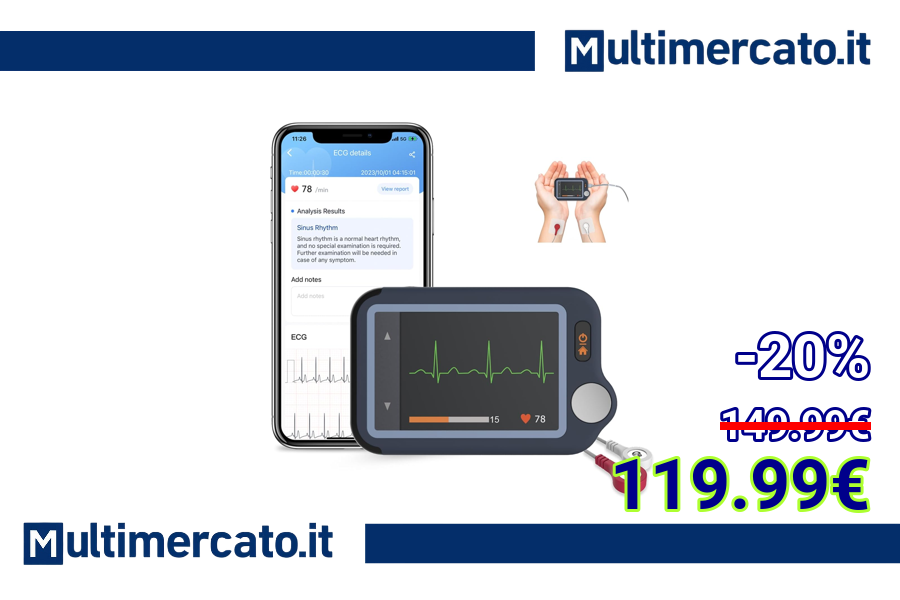 Multimercato.it
11:26
5G
ECG details
Time:00:00:30 2023/10/01 04:15:01
78 /min View report
Analysis Results
Sinus Rhythm
Sinus rhythm is a normal heart rhythm,
and no special examination is required.
Further examination will be needed in
case of any symptom.
Add notes
Add notes
ECG
15 78
-20%
149.99€
119.99€
Multimercato.it